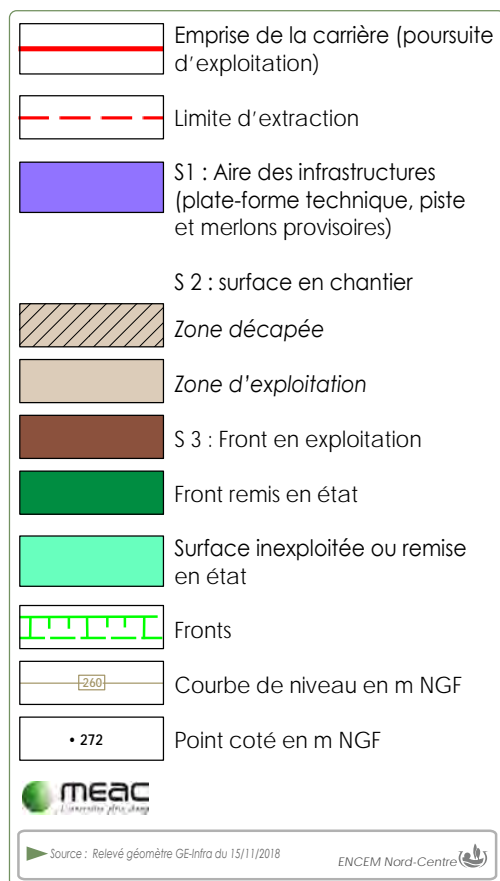 Emprise de la carrière (poursuite
d'exploitation)
Limite d'extraction
S1 : Aire des infrastructures
(plate-forme technique, piste
et merlons provisoires)
S 2 : surface en chantier
Zone décapée
Zone d'exploitation
S 3 : Front en exploitation
Front remis en état
Surface inexploitée ou remise
en état
Fronts
260
Courbe de niveau en m NGF
• 272
Point coté en m NGF
meac
Source : Relevé géomètre GE-Infra du 15/11/2018
ENCEM Nord-Centre